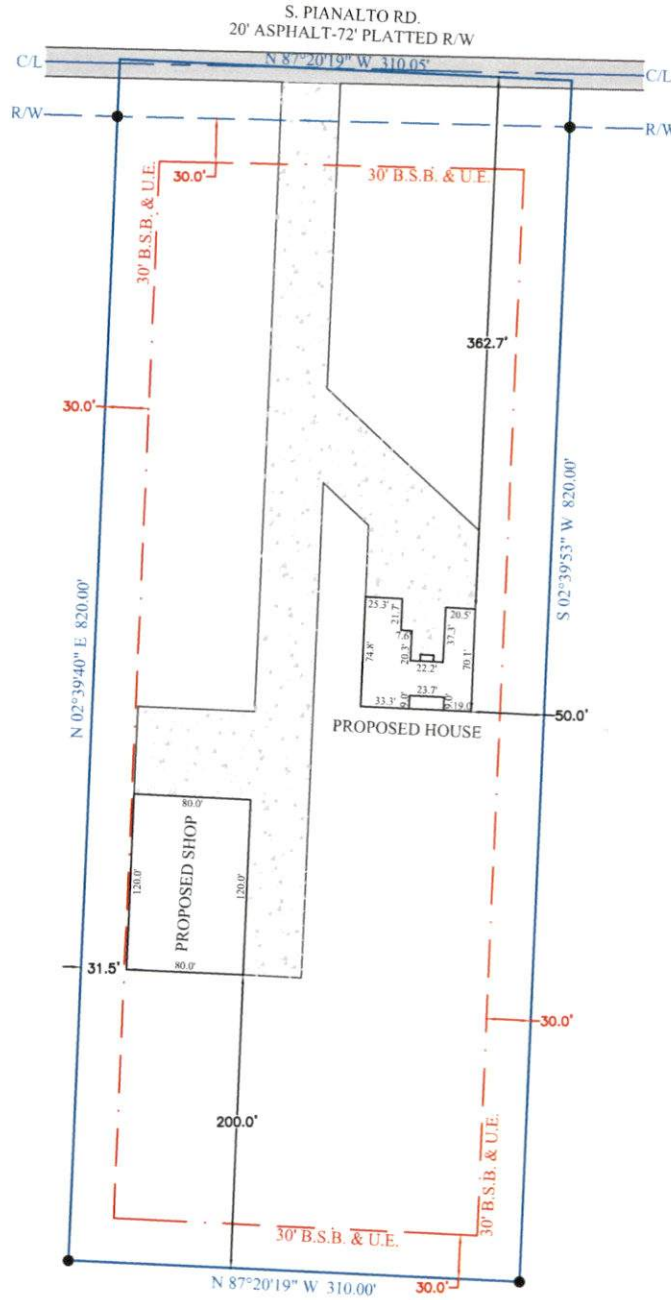 S. PIANALTO RD.
20' ASPHALT-72' PLATTED R/W
C/L
N 87°20'19" W 310.05'
C/L
R/W
R/W
30.0'
30' B.S.B. & U.E.
30' B.S.B. & U.E.
362.7'
30.0'
S 02°39'53" W 820.00'
N 02°39'40" E 820.00'
25.3'
21.7'
20.5'
7.6'
37.3'
74.8'
20.3'
22.2'
70.1'
23.7'
33.3'
9.0'
9.0'
19.0'
50.0'
PROPOSED HOUSE
80.0'
PROPOSED SHOP
120.0'
120.0'
80.0'
31.5'
30.0'
200.0'
30' B.S.B. & U.E.
30' B.S.B. & U.E.
N 87°20'19" W 310.00'
30.0'